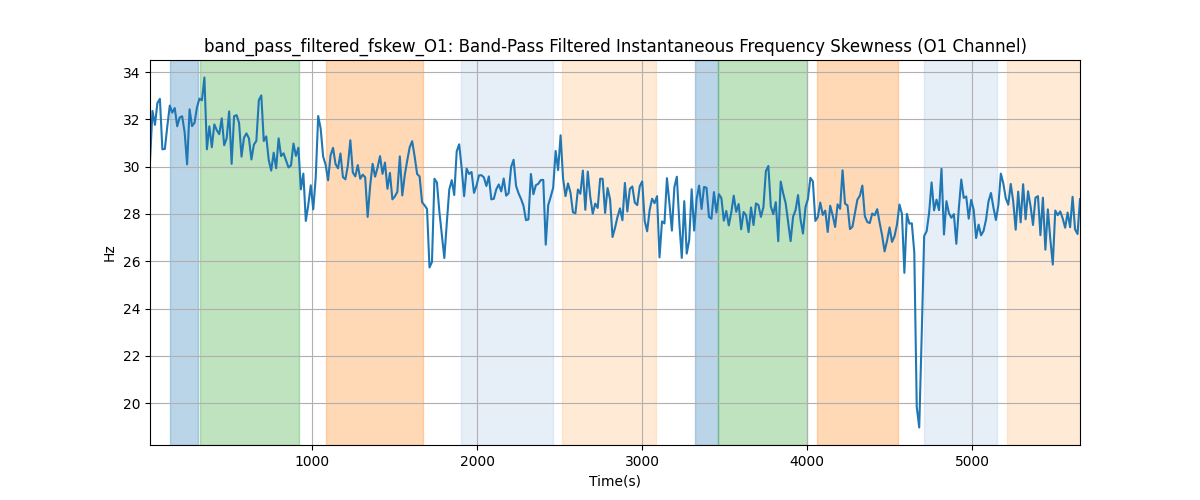 band_pass_filtered_fskew_O1: Band-Pass Filtered Instantaneous Frequency Skewness (O1 Channel)
34
32
30
28
26
24
22
20
Hz
1000 2000 3000 4000 5000
Time(s)